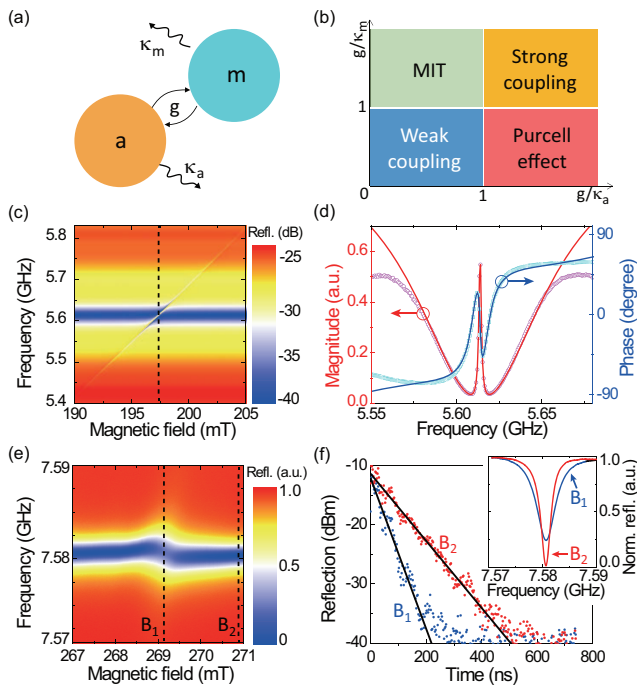 (a)
κm
m
g
a
κa
(b)
g/κm
MIT
Strong
coupling
1
Weak
coupling
Purcell
effect
0
1
g/κa
(c)
Refl. (dB)
5.8
5.7
5.6
5.5
5.4
Frequency (GHz)
190
195
200
205
Magnetic field (mT)
-25
-30
-35
-40
(d)
0.6
0.4
0.2
0
Magnitude (a.u.)
90
0
-90
Phase (degree)
5.55
5.60
5.65
Frequency (GHz)
(e)
Refl. (a.u.)
7.59
7.58
7.57
Frequency (GHz)
1.0
0.5
0
B1
B2
267
268
269
270
271
Magnetic field (mT)
(f)
-10
-20
-30
-40
Reflection (dBm)
B2
B1
0
200
400
600
800
Time (ns)
B1
B2
1.0
0.5
0.0
Norm. refl. (a.u.)
7.57
7.58
7.59
Frequency (GHz)